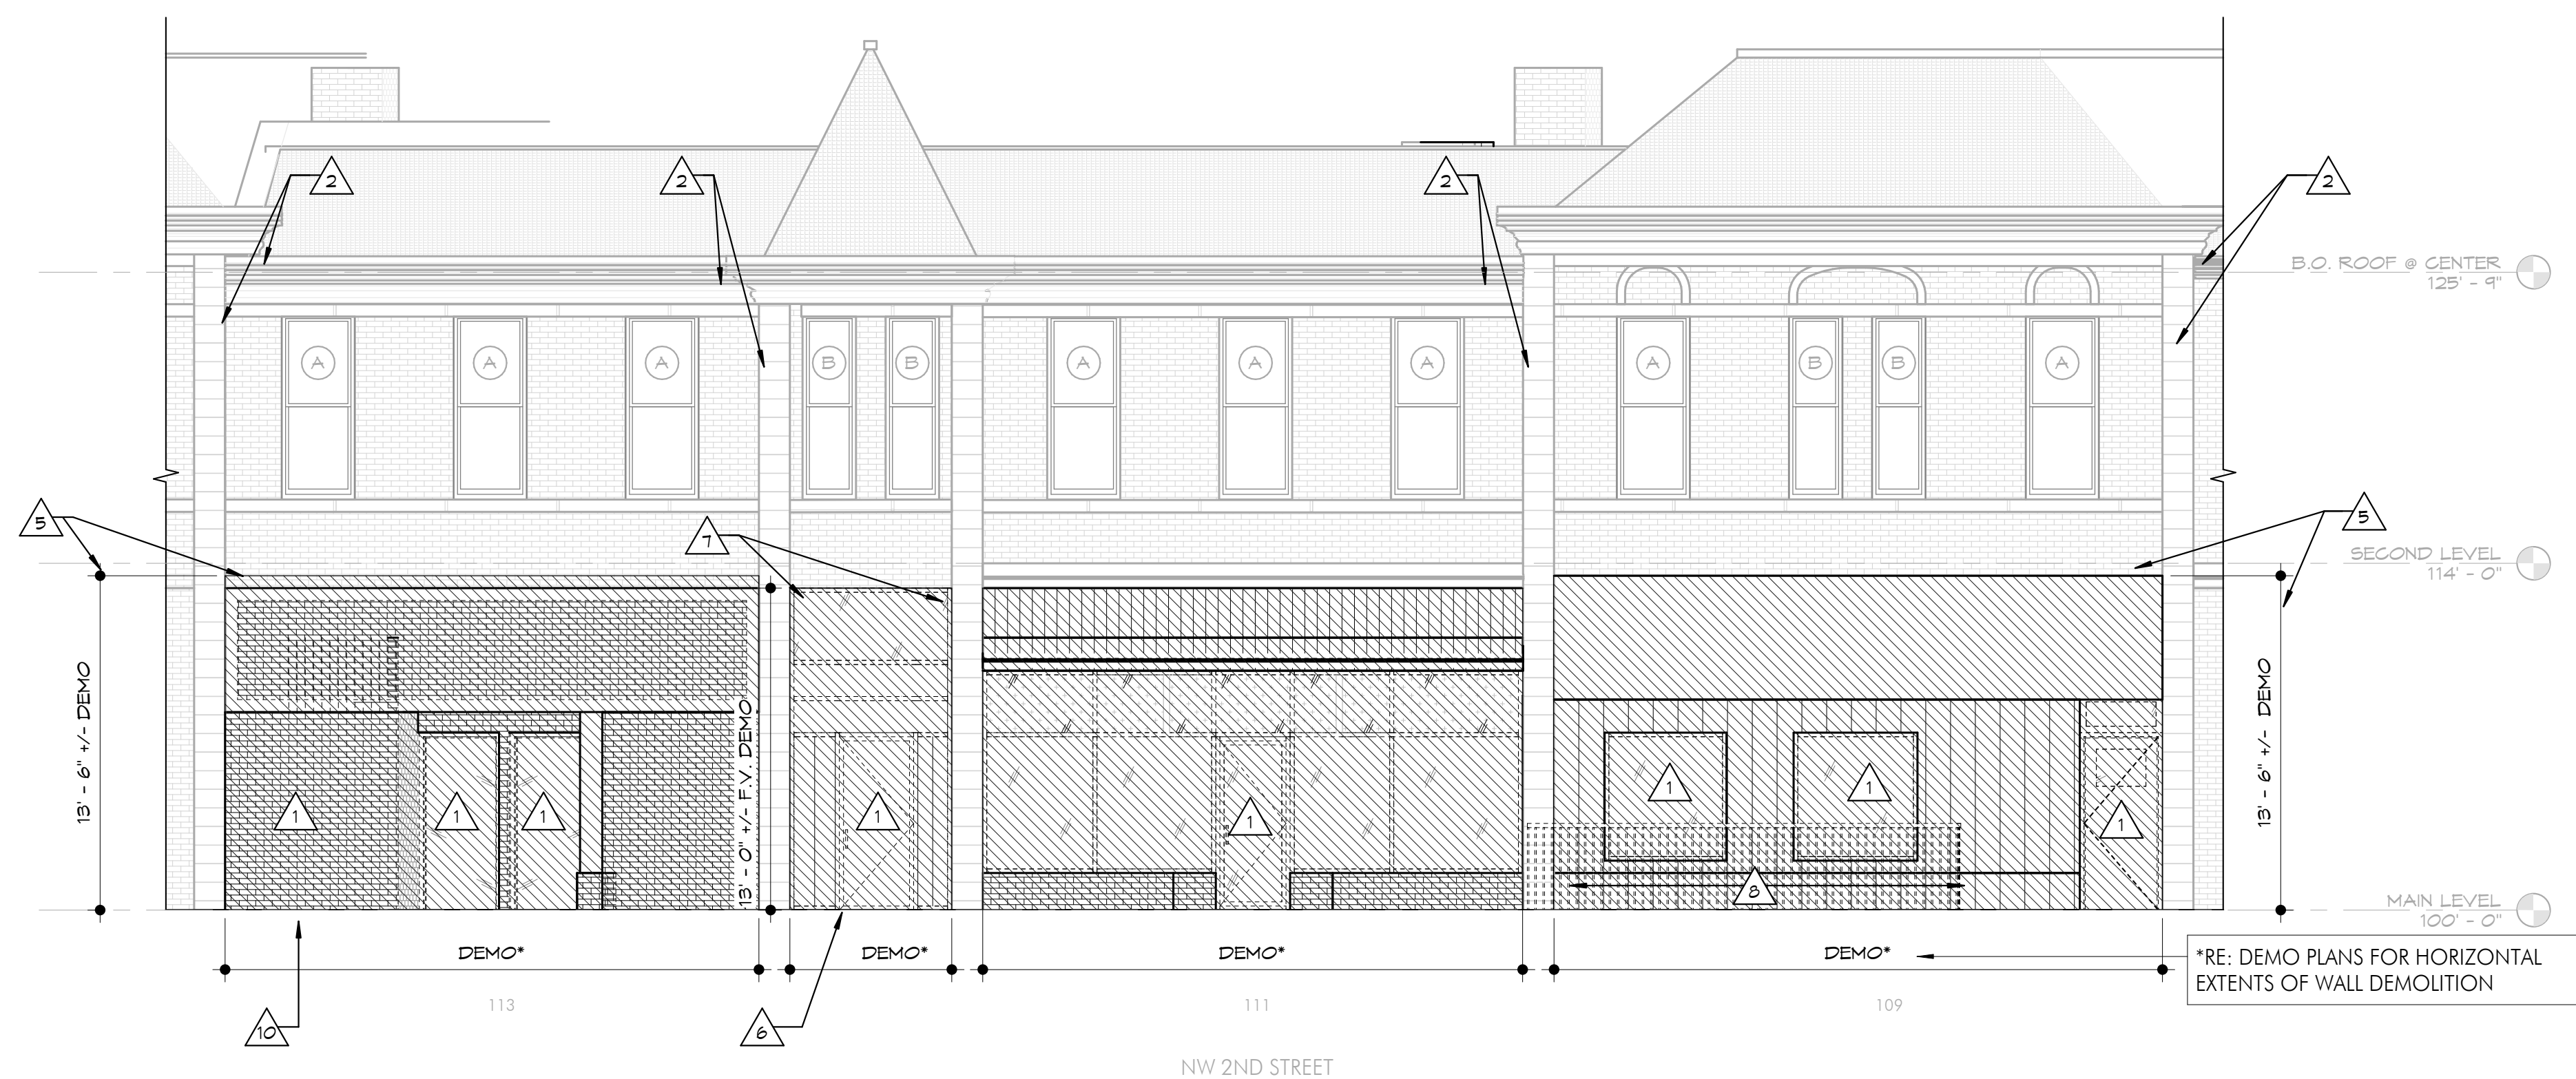 2
2
2
2
B.O. ROOF @ CENTER
125' - 9"
A
A
A
B
B
A
A
A
A
B
B
A
5
7
5
SECOND LEVEL
114' - 0"
13' - 6" +/- DEMO
13' - 0" +/- F.V. DEMO
13' - 6" +/- DEMO
1
1
1
1
1
1
1
1
8
MAIN LEVEL
100' - 0"
DEMO*
DEMO*
DEMO*
DEMO*
*RE: DEMO PLANS FOR HORIZONTAL
EXTENTS OF WALL DEMOLITION
113
111
109
10
6
NW 2ND STREET